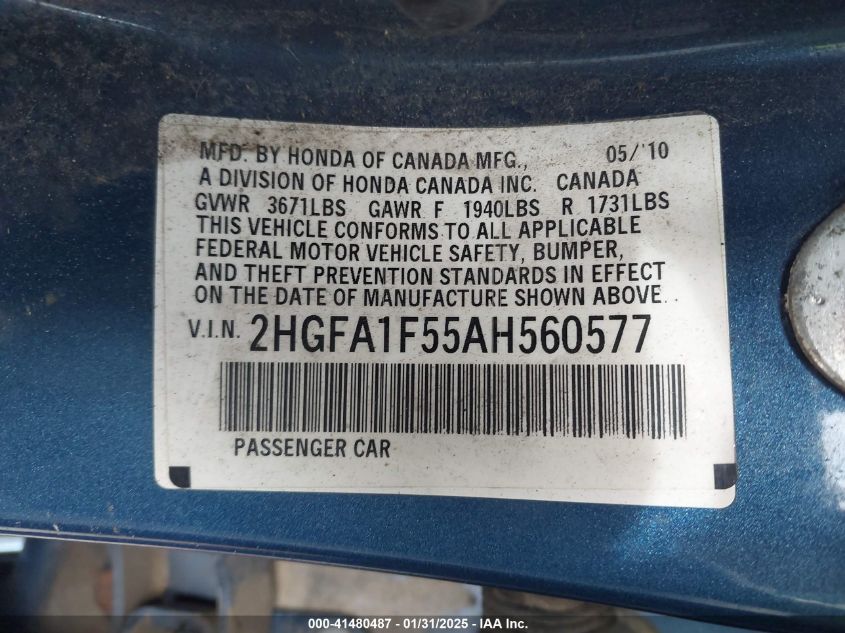 MFD. BY HONDA OF CANADA MFG., 05/'10
A DIVISION OF HONDA CANADA INC. CANADA
GVWR 3671LBS GAWR F 1940LBS R 1731LBS
THIS VEHICLE CONFORMS TO ALL APPLICABLE
FEDERAL MOTOR VEHICLE SAFETY, BUMPER,
AND THEFT PREVENTION STANDARDS IN EFFECT
ON THE DATE OF MANUFACTURE SHOWN ABOVE.
V.I.N. 2HGFA1F55AH560577
PASSENGER CAR
000-41480487 - 01/31/2025 - IAA Inc.